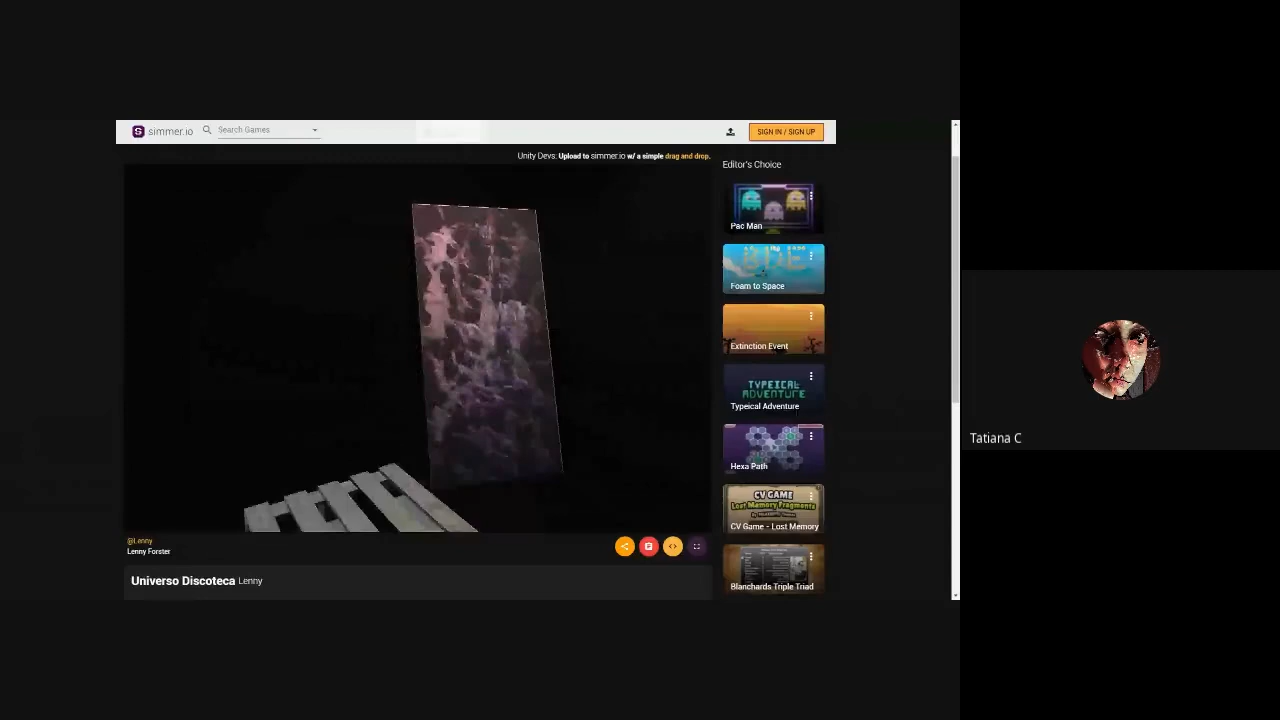 simmer.io
Search Games
SIGN IN / SIGN UP
Unity Devs: Upload to simmer.io w/ a simple drag and drop.
Editor's Choice
Pac Man
Foam to Space
Extinction Event
TYPEICAL
ADVENTURE
Typeical Adventure
Hexa Path
CV GAME
Lost Memory Fragments
CV Game - Lost Memory
Blanchards Triple Triad
@Lenny
Lenny Forster
Universo Discoteca Lenny
Tatiana C